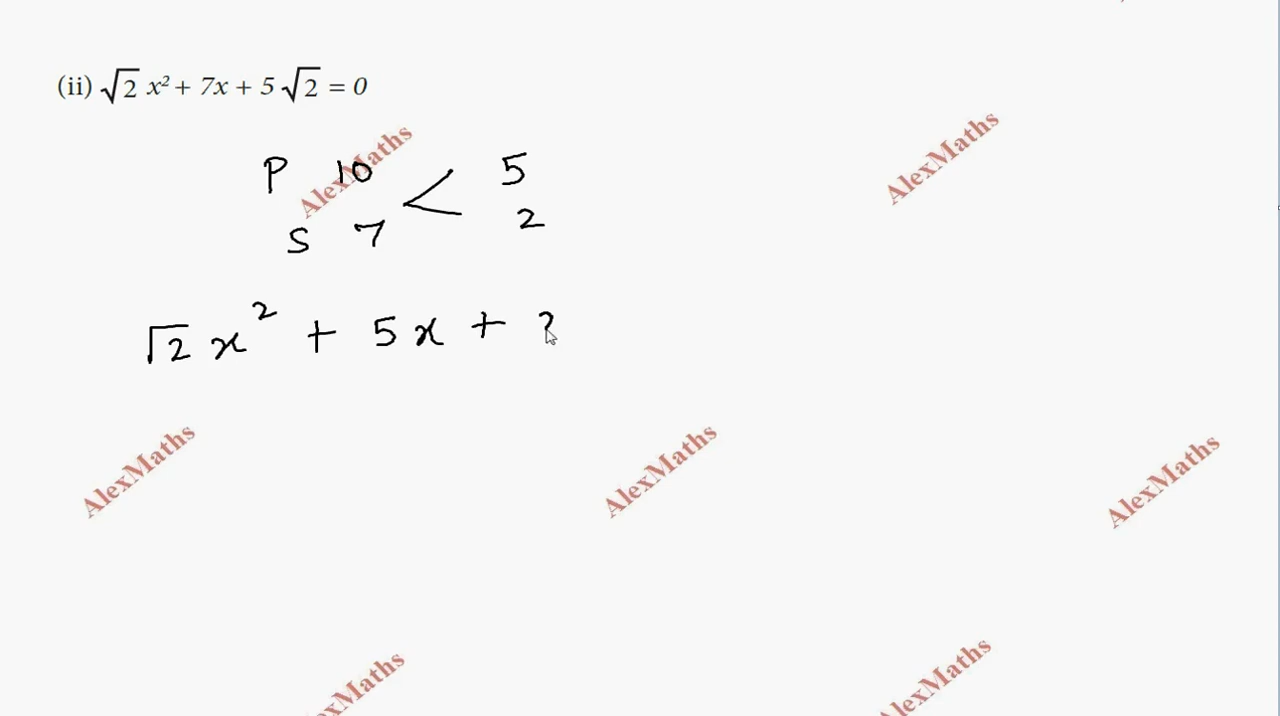 (ii) √2 x² + 7x + 5 √2 = 0
P 10 < 5
S 7 2
√2 x² + 5x +
AlexMaths
AlexMaths
AlexMaths
AlexMaths
AlexMaths
AlexMaths
AlexMaths